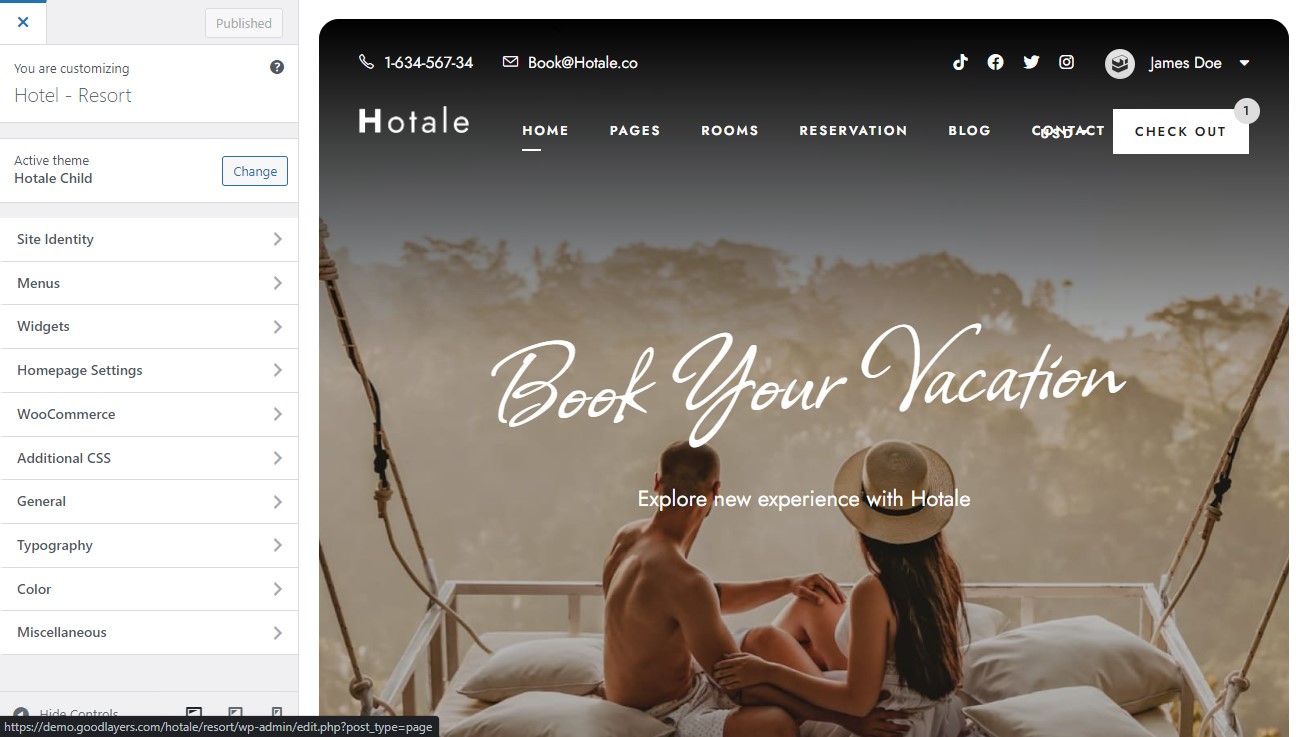 Published
You are customizing
Hotel - Resort
Active theme
Hotale Child
Change
Site Identity
Menus
Widgets
Homepage Settings
WooCommerce
Additional CSS
General
Typography
Color
Miscellaneous
Hide Controls
https://demo.goodlayers.com/hotale/resort/wp-admin/edit.php?post_type=page
1-634-567-34 Book@Hotale.co James Doe
Hotale HOME PAGES ROOMS RESERVATION BLOG CONTACT USD CHECK OUT 1
Book Your Vacation
Explore new experience with Hotale